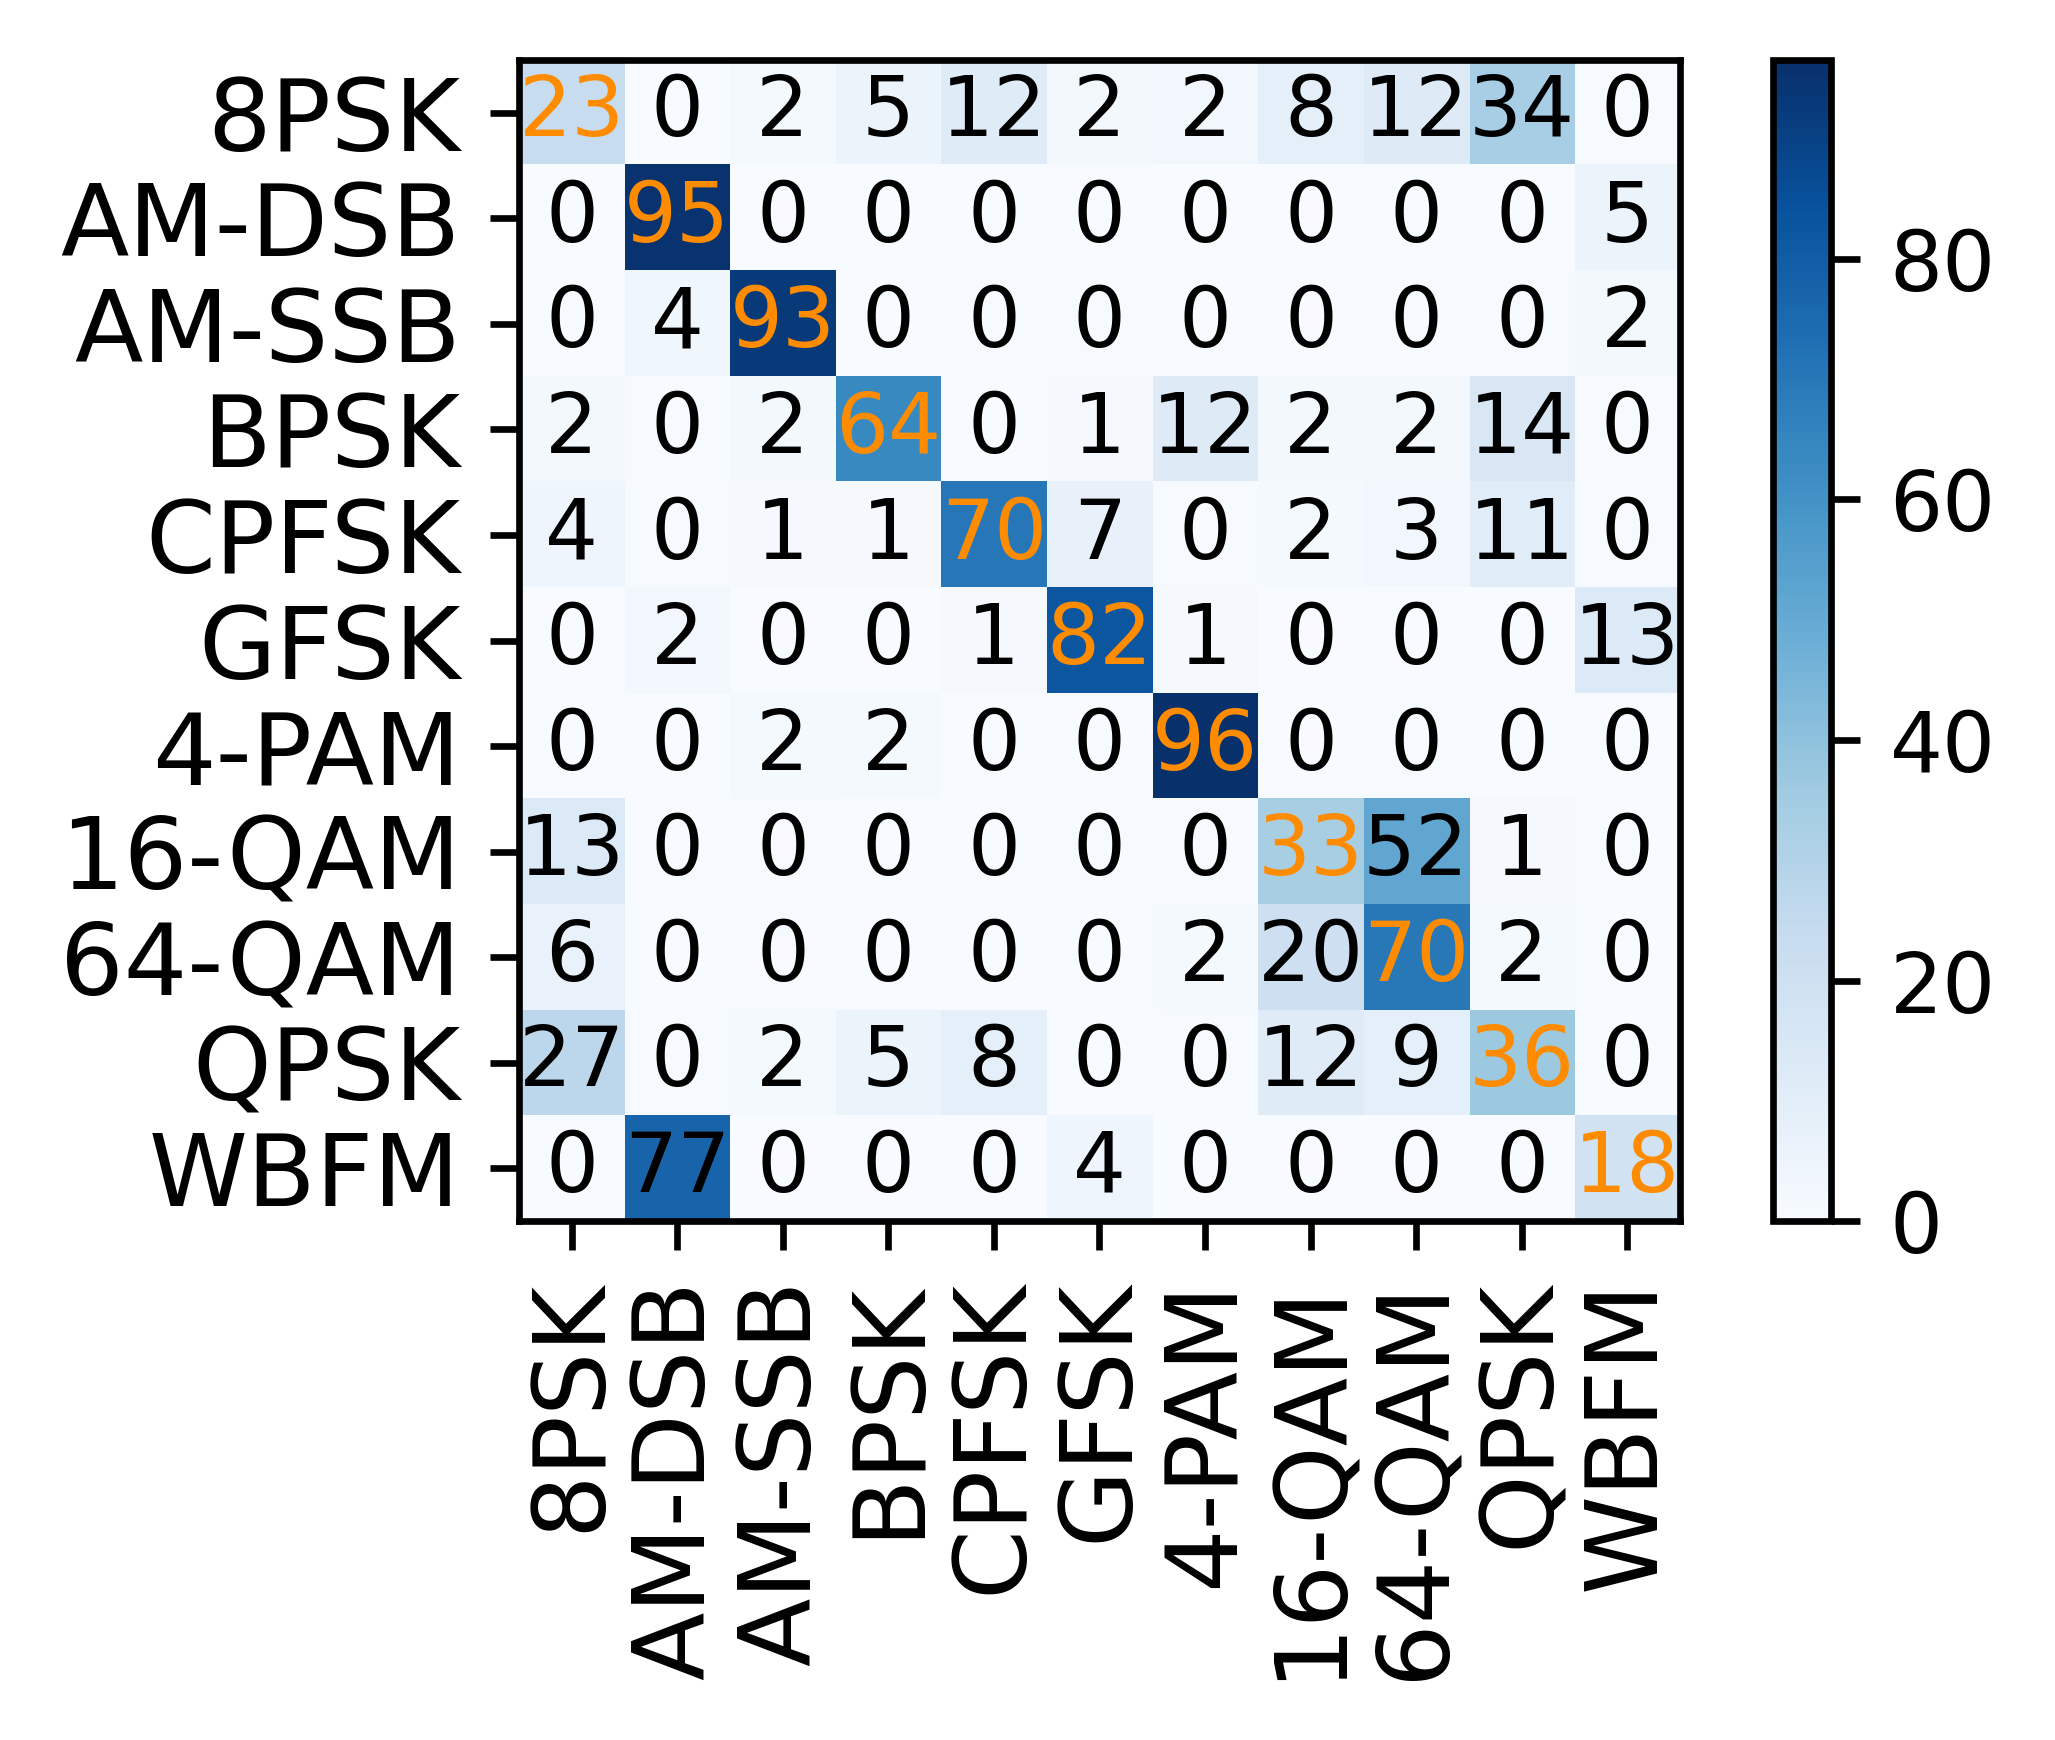 8PSK 23 0 2 5 12 2 2 8 12 34 0
AM-DSB 0 95 0 0 0 0 0 0 0 0 5
AM-SSB 0 4 93 0 0 0 0 0 0 0 2
BPSK 2 0 2 64 0 1 12 2 2 14 0
CPFSK 4 0 1 1 70 7 0 2 3 11 0
GFSK 0 2 0 0 1 82 1 0 0 0 13
4-PAM 0 0 2 2 0 0 96 0 0 0 0
16-QAM 13 0 0 0 0 0 0 33 52 1 0
64-QAM 6 0 0 0 0 0 2 20 70 2 0
QPSK 27 0 2 5 8 0 0 12 9 36 0
WBFM 0 77 0 0 0 4 0 0 0 0 18
8PSK
AM-DSB
AM-SSB
BPSK
CPFSK
GFSK
4-PAM
16-QAM
64-QAM
QPSK
WBFM
80
60
40
20
0